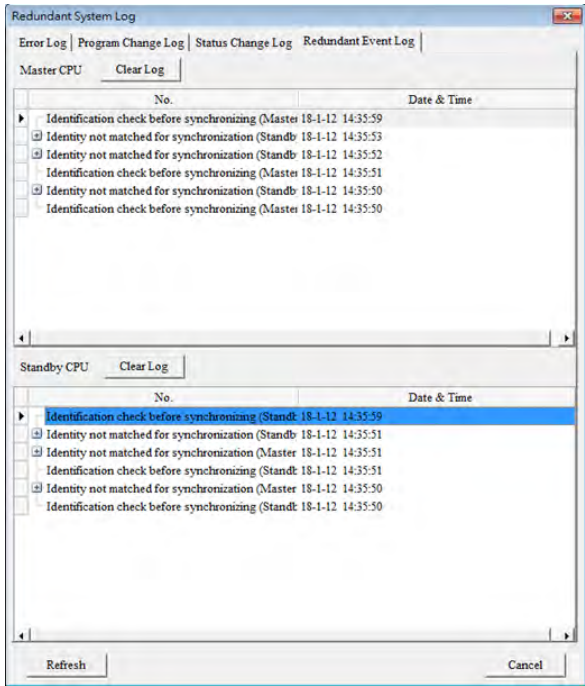 Redundant System Log
Error Log Program Change Log Status Change Log Redundant Event Log
Master CPU Clear Log
No. Date & Time
Identification check before synchronizing (Master 18-1-12 14:35:59
Identity not matched for synchronization (Standb 18-1-12 14:35:53
Identity not matched for synchronization (Standb 18-1-12 14:35:52
Identification check before synchronizing (Master 18-1-12 14:35:51
Identity not matched for synchronization (Standb 18-1-12 14:35:50
Identification check before synchronizing (Master 18-1-12 14:35:50
Standby CPU Clear Log
No. Date & Time
Identification check before synchronizing (Standb 18-1-12 14:35:59
Identity not matched for synchronization (Standb 18-1-12 14:35:51
Identity not matched for synchronization (Master 18-1-12 14:35:51
Identification check before synchronizing (Standb 18-1-12 14:35:51
Identity not matched for synchronization (Master 18-1-12 14:35:50
Identification check before synchronizing (Standb 18-1-12 14:35:50
Refresh Cancel